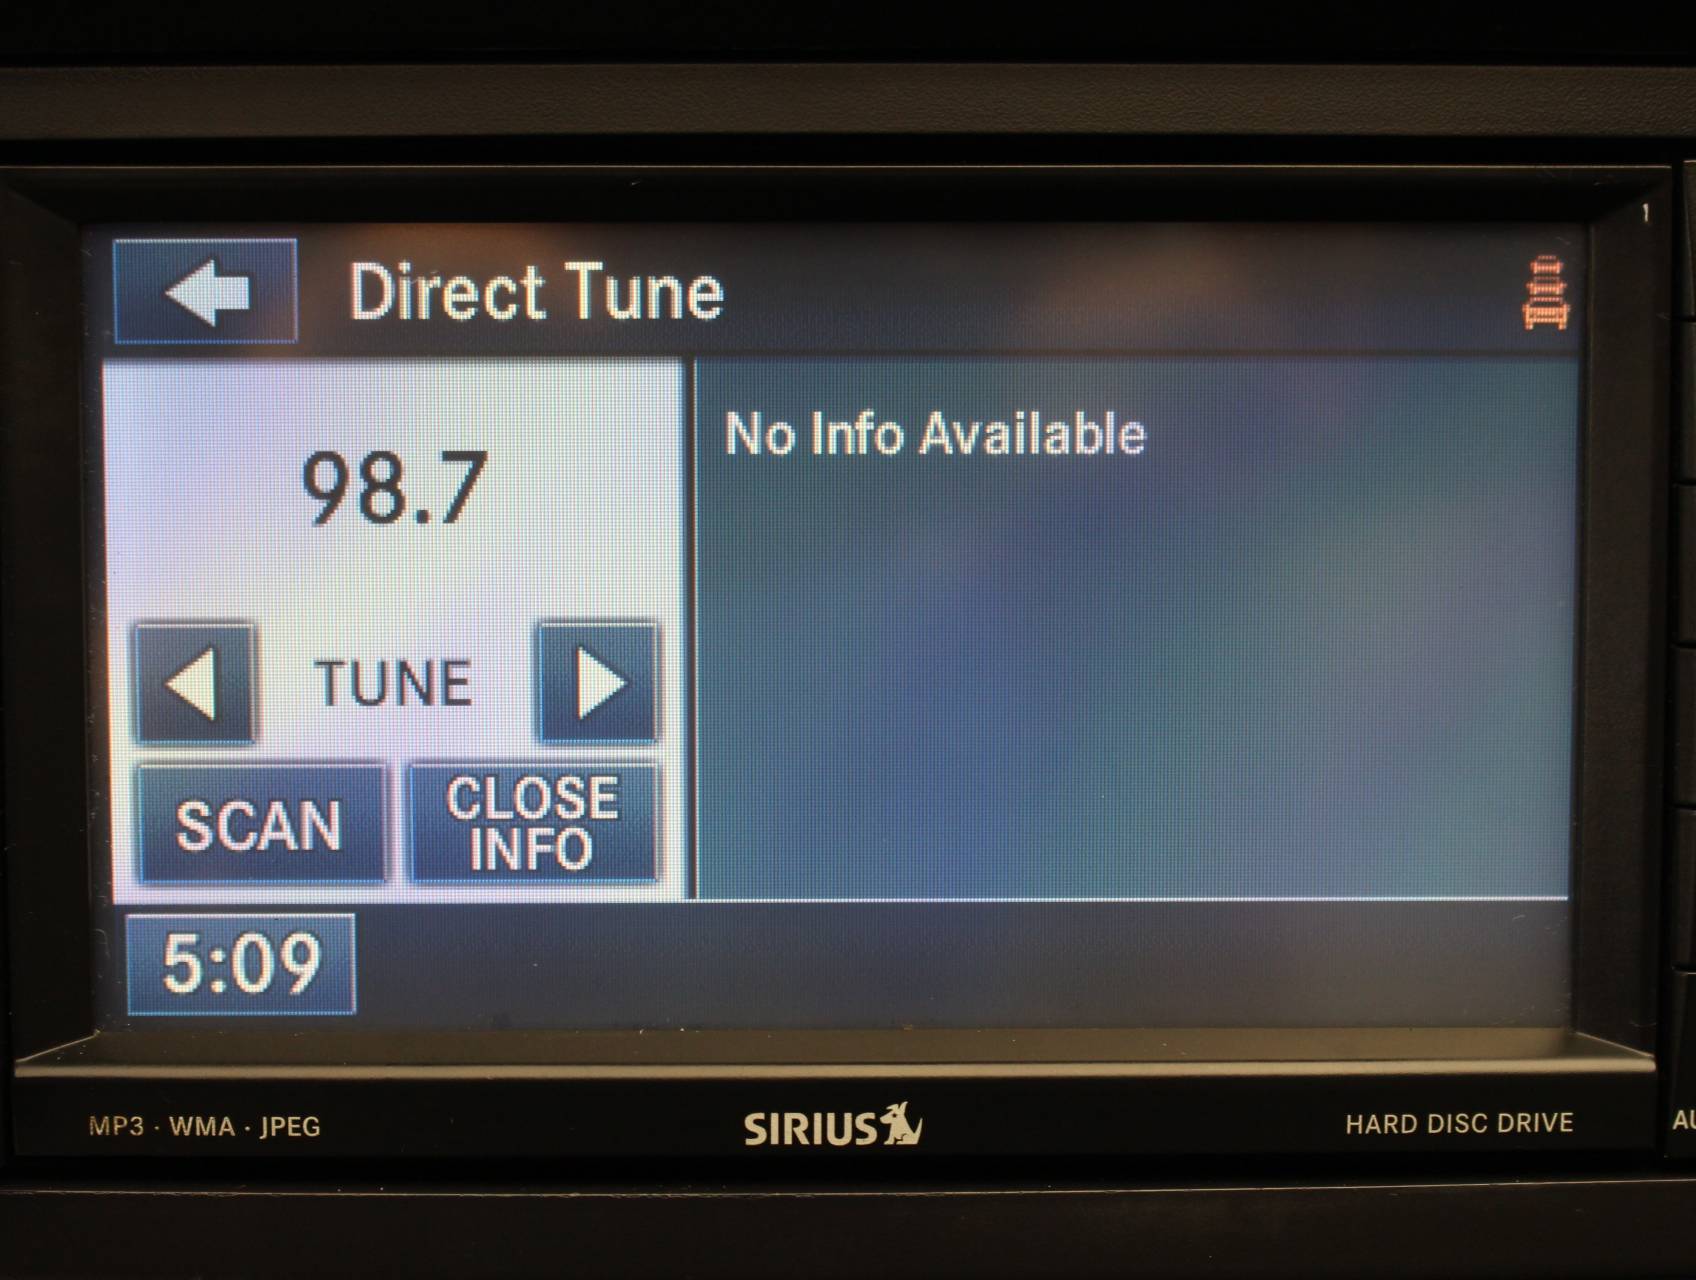 Direct Tune
98.7
No Info Available
TUNE
SCAN
CLOSE
INFO
5:09
MP3 · WMA · JPEG
SIRIUS
HARD DISC DRIVE